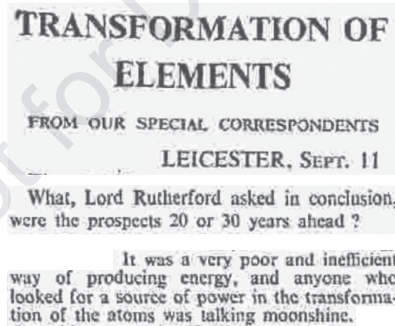 TRANSFORMATION OF
ELEMENTS
FROM OUR SPECIAL CORRESPONDENTS
LEICESTER, SEPT. 11
What, Lord Rutherford asked in conclusion,
were the prospects 20 or 30 years ahead ?
It was a very poor and inefficient
way of producing energy, and anyone who
looked for a source of power in the transforma-
tion of the atoms was talking moonshine.